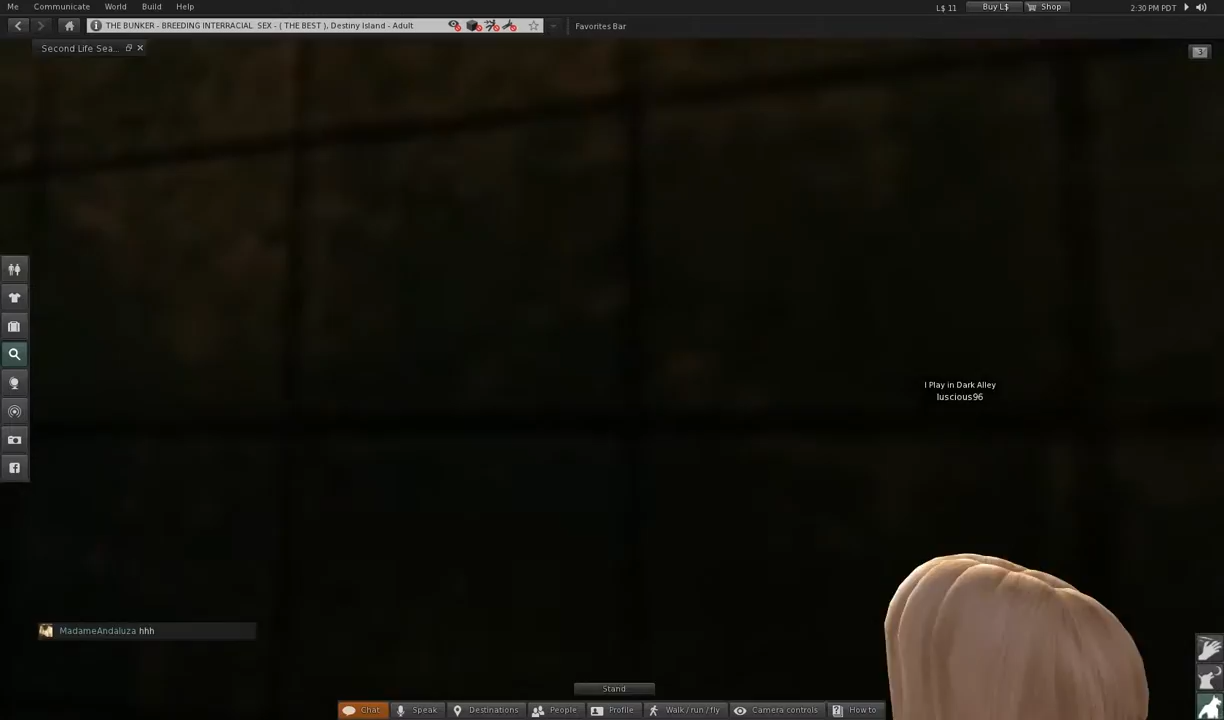 Me Communicate World Build Help
L$ 11 Buy L$ Shop 2:30 PM PDT
THE BUNKER - BREEDING INTERRACIAL SEX - ( THE BEST ), Destiny Island - Adult
Favorites Bar
Second Life Sea...
3
I Play in Dark Alley
luscious96
MadameAndaluza hhh
Stand
Chat Speak Destinations People Profile Walk / run / fly Camera controls How to